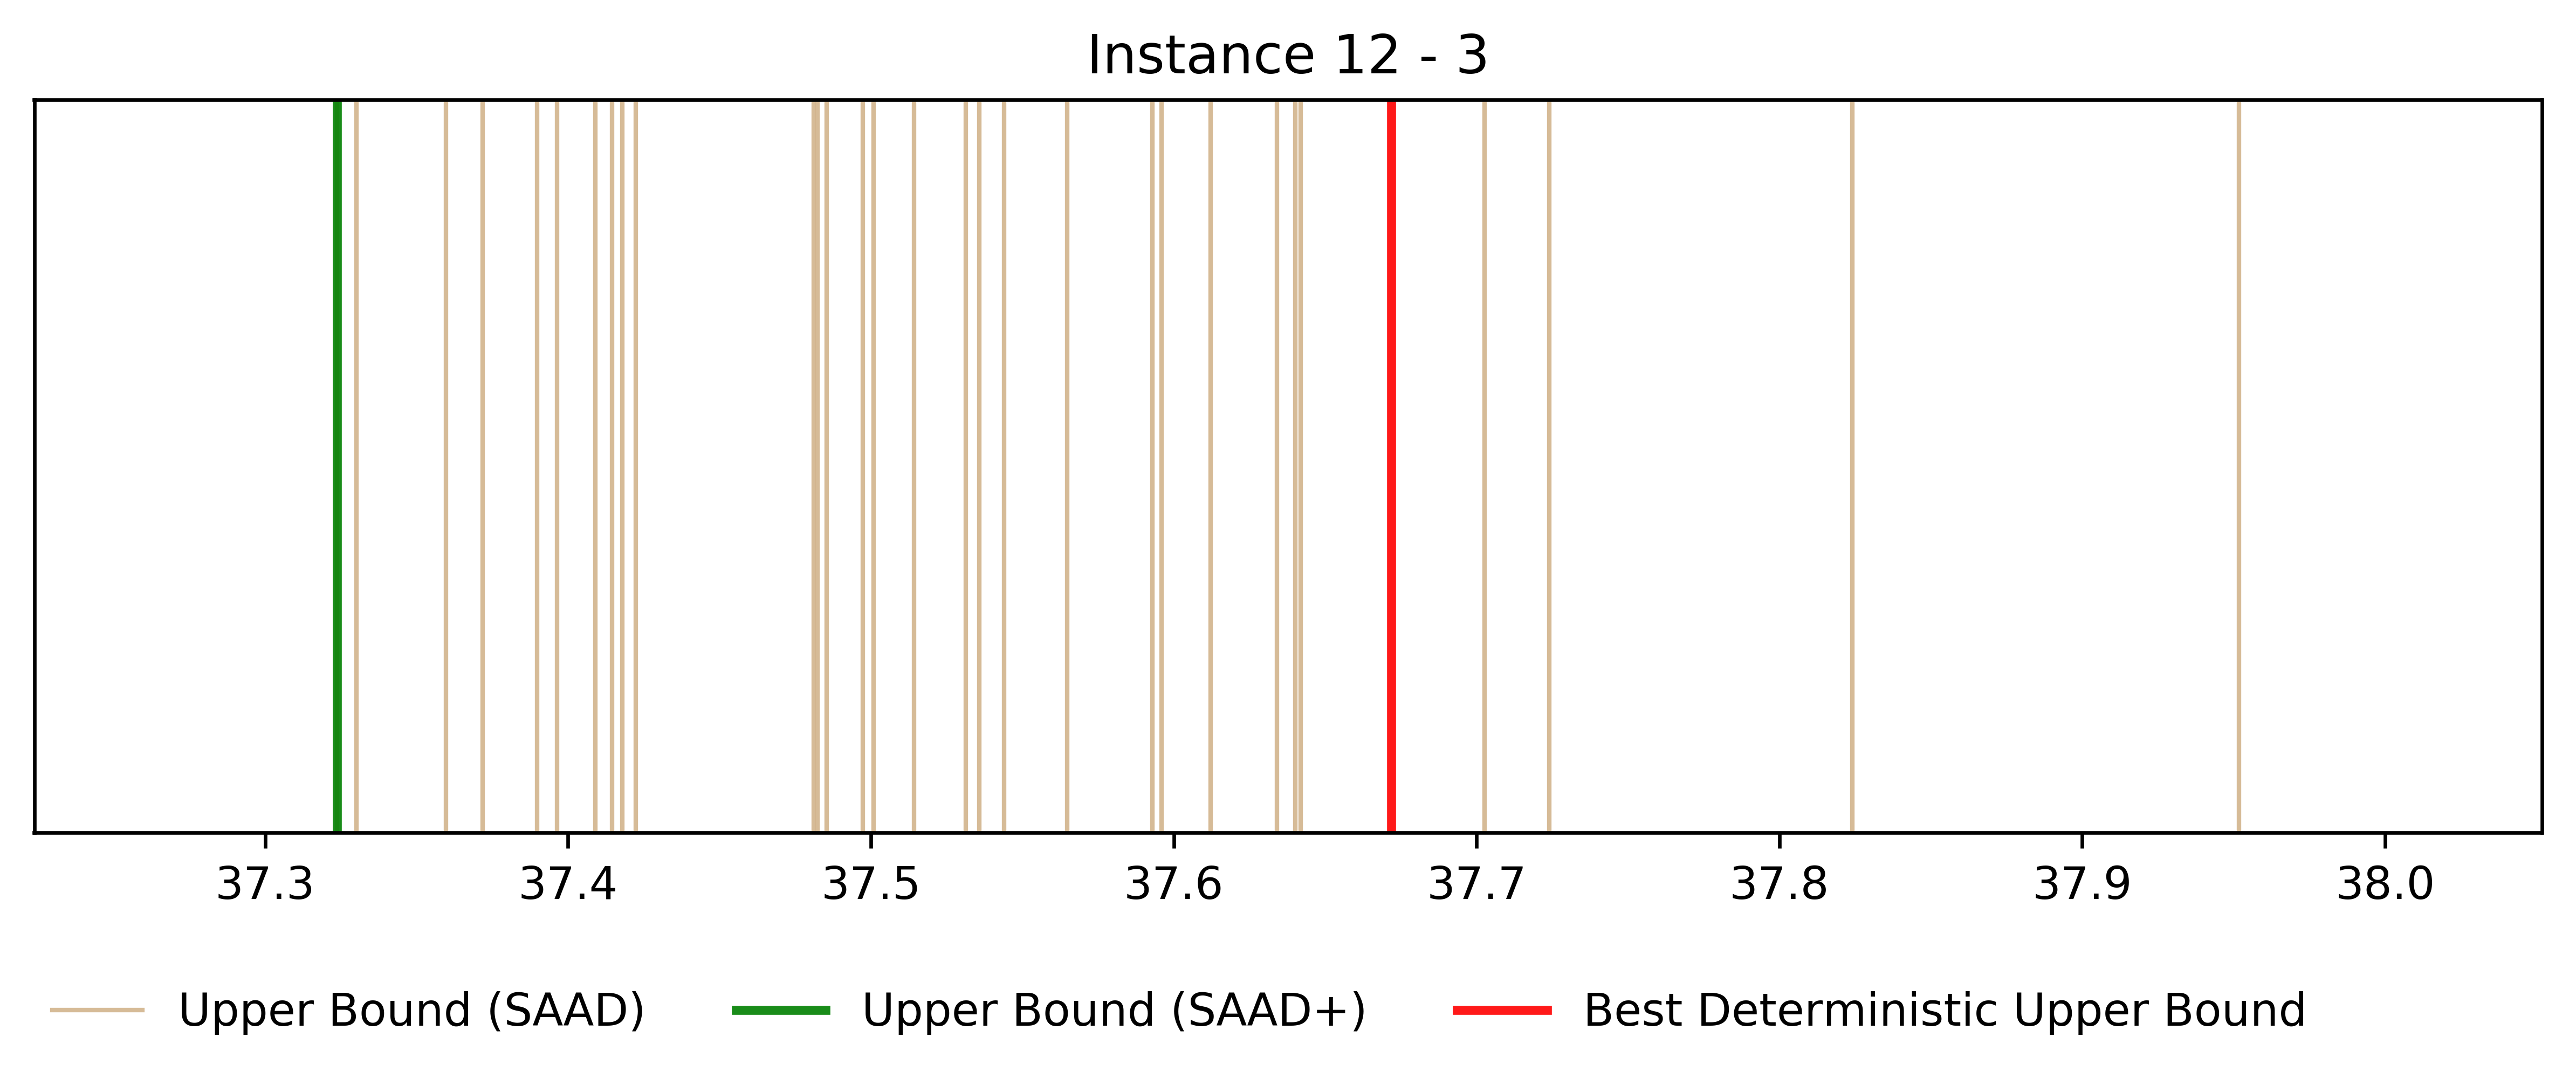 Instance 12 - 3
37.3 37.4 37.5 37.6 37.7 37.8 37.9 38.0
Upper Bound (SAAD) Upper Bound (SAAD+) Best Deterministic Upper Bound